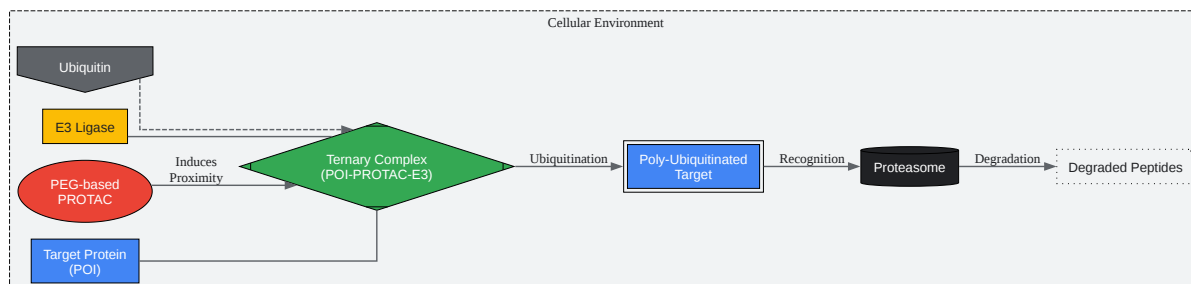 Cellular Environment
Ubiquitin
E3 Ligase
Induces
Proximity
PEG-based
PROTAC
Target Protein
(POI)
Ternary Complex
(POI-PROTAC-E3)
Ubiquitination
Poly-Ubiquitinated
Target
Recognition
Proteasome
Degradation
Degraded Peptides